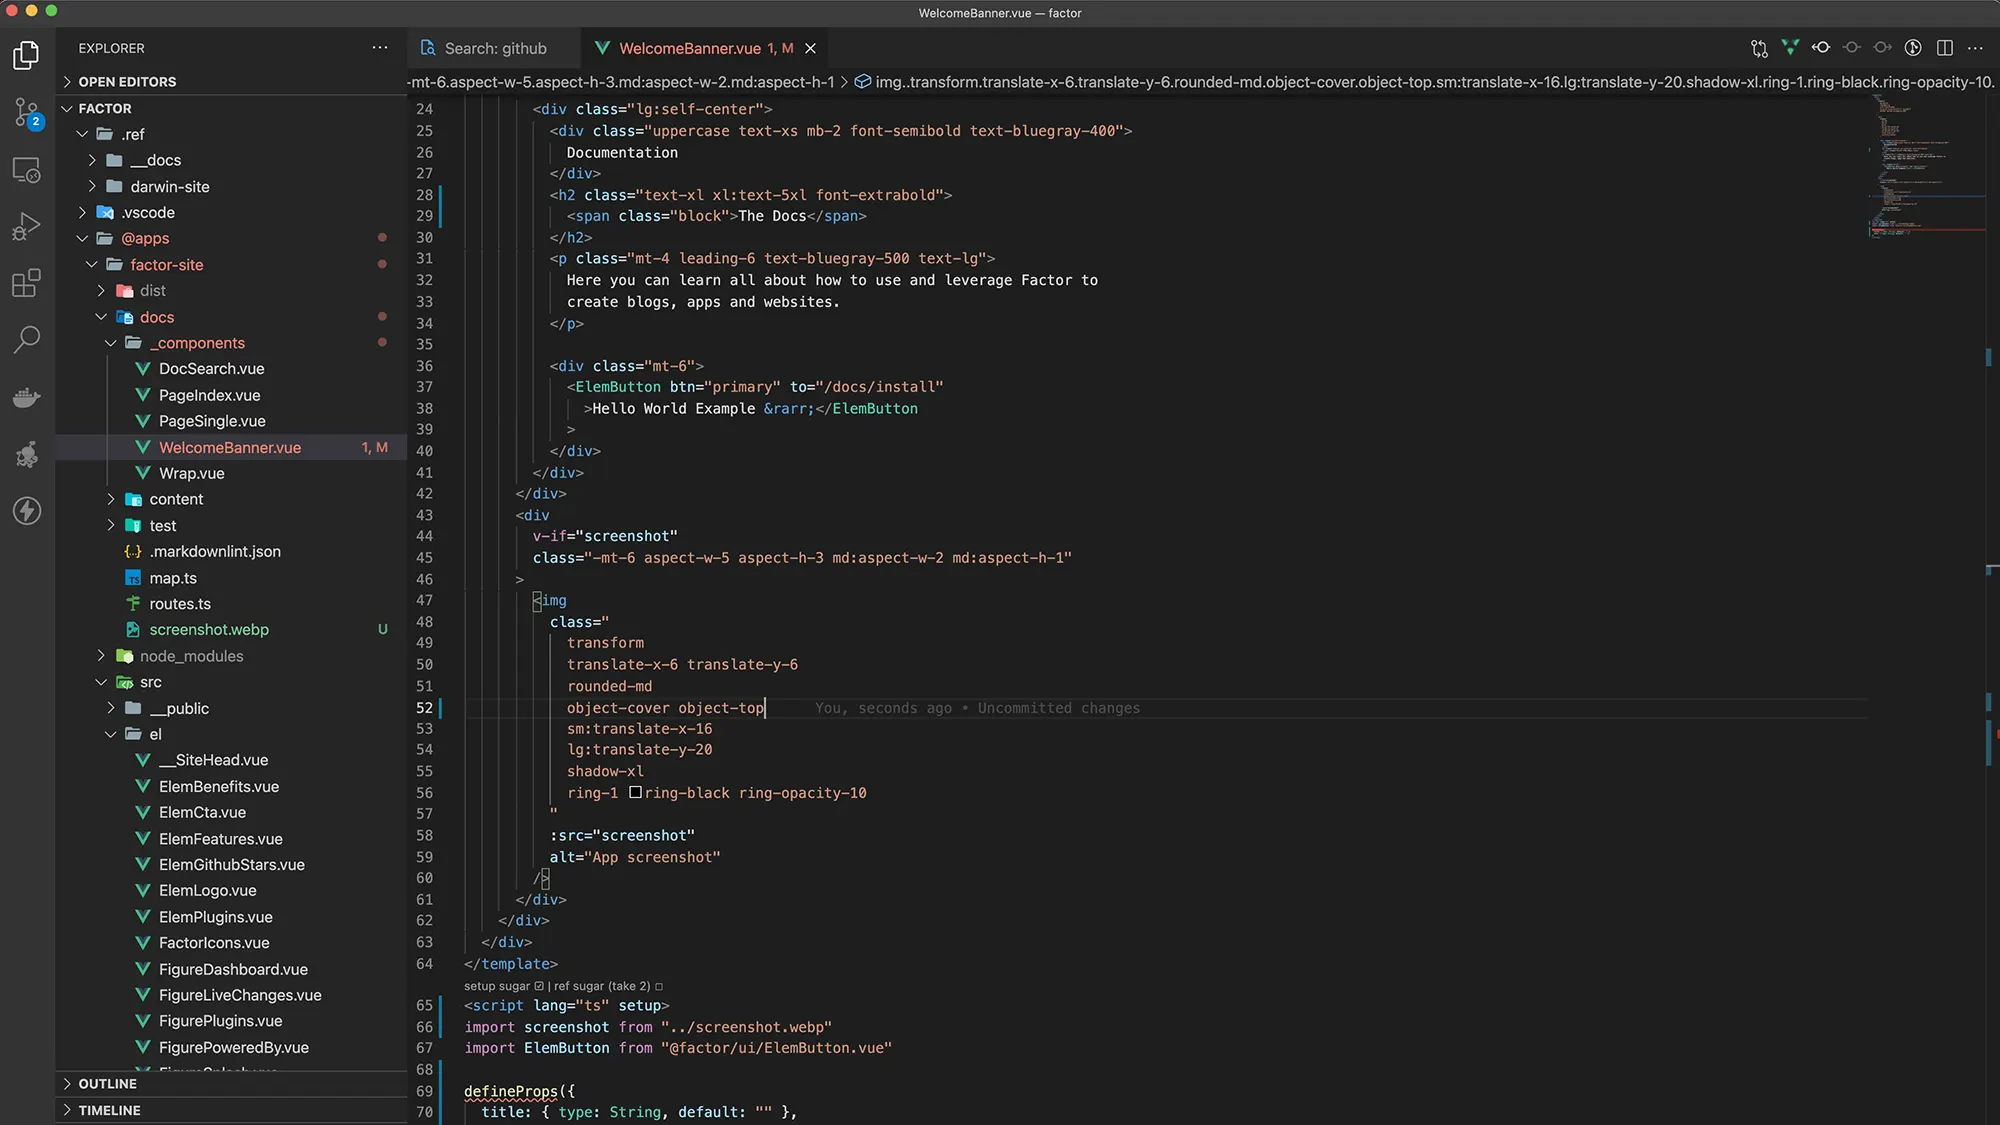 WelcomeBanner.vue — factor
EXPLORER
Search: github
WelcomeBanner.vue 1, M
OPEN EDITORS
-mt-6.aspect-w-5.aspect-h-3.md:aspect-w-2.md:aspect-h-1 > img..transform.translate-x-6.translate-y-6.rounded-md.object-cover.object-top.sm:translate-x-16.lg:translate-y-20.shadow-xl.ring-1.ring-black.ring-opacity-10.
2
FACTOR
.ref
__docs
darwin-site
.vscode
@apps
factor-site
dist
docs
_components
DocSearch.vue
PageIndex.vue
PageSingle.vue
WelcomeBanner.vue 1, M
Wrap.vue
content
test
{..} .markdownlint.json
TS map.ts
routes.ts
screenshot.webp U
node_modules
src
__public
el
__SiteHead.vue
ElemBenefits.vue
ElemCta.vue
ElemFeatures.vue
ElemGithubStars.vue
ElemLogo.vue
ElemPlugins.vue
FactorIcons.vue
FigureDashboard.vue
FigureLiveChanges.vue
FigurePlugins.vue
FigurePoweredBy.vue
OUTLINE
TIMELINE
24 <div class="lg:self-center">
25 <div class="uppercase text-xs mb-2 font-semibold text-bluegray-400">
26 Documentation
27 </div>
28 <h2 class="text-xl xl:text-5xl font-extrabold">
29 <span class="block">The Docs</span>
30 </h2>
31 <p class="mt-4 leading-6 text-bluegray-500 text-lg">
32 Here you can learn all about how to use and leverage Factor to
33 create blogs, apps and websites.
34 </p>
35
36 <div class="mt-6">
37 <ElemButton btn="primary" to="/docs/install"
38 >Hello World Example &rarr;</ElemButton
39 >
40 </div>
41 </div>
42 </div>
43 <div
44 v-if="screenshot"
45 class="-mt-6 aspect-w-5 aspect-h-3 md:aspect-w-2 md:aspect-h-1"
46 >
47 <img
48 class="
49 transform
50 translate-x-6 translate-y-6
51 rounded-md
52 object-cover object-top You, seconds ago • Uncommitted changes
53 sm:translate-x-16
54 lg:translate-y-20
55 shadow-xl
56 ring-1 ring-black ring-opacity-10
57 "
58 :src="screenshot"
59 alt="App screenshot"
60 />
61 </div>
62 </div>
63 </div>
64 </template>
setup sugar ☑ | ref sugar (take 2) ☐
65 <script lang="ts" setup>
66 import screenshot from "../screenshot.webp"
67 import ElemButton from "@factor/ui/ElemButton.vue"
68
69 defineProps({
70 title: { type: String, default: "" },